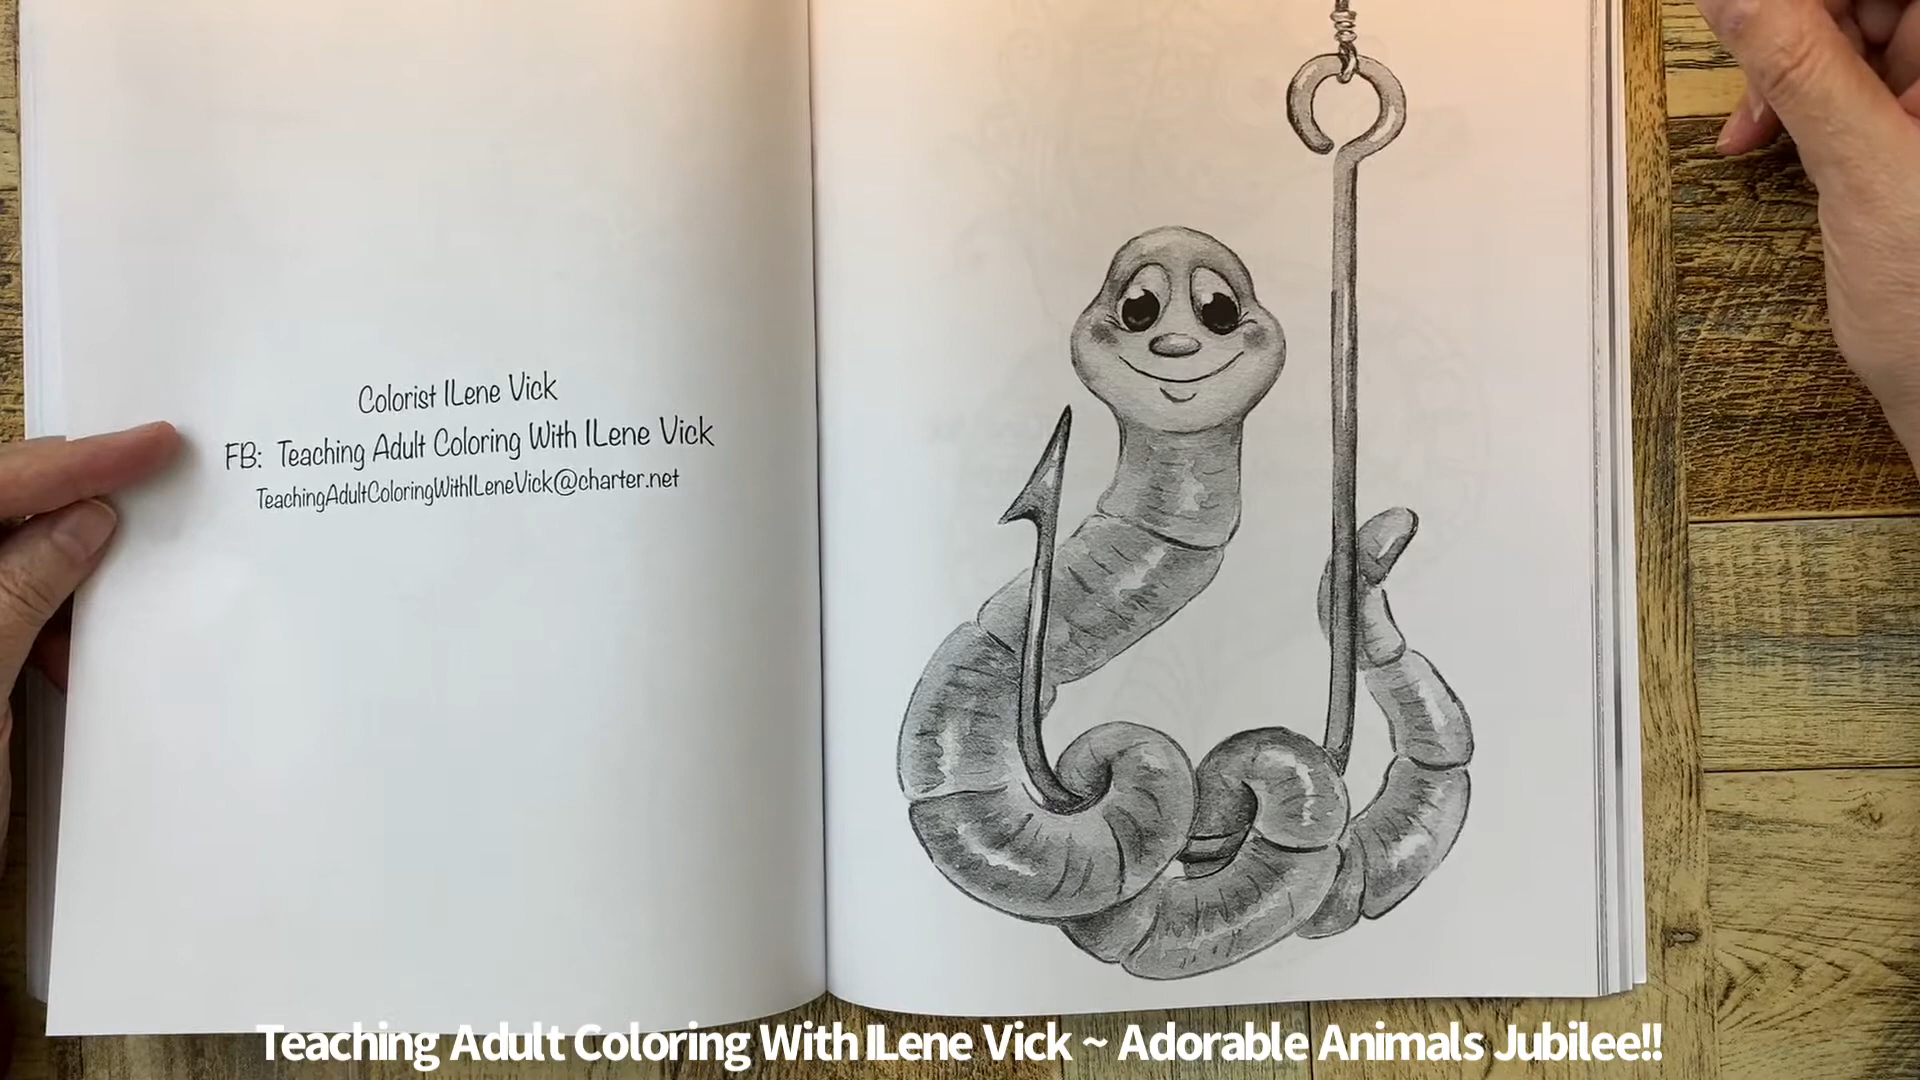 Colorist ILene Vick
FB: Teaching Adult Coloring With ILene Vick
TeachingAdultColoringWithILeneVick@charter.net
Teaching Adult Coloring With ILene Vick ~ Adorable Animals Jubilee!!